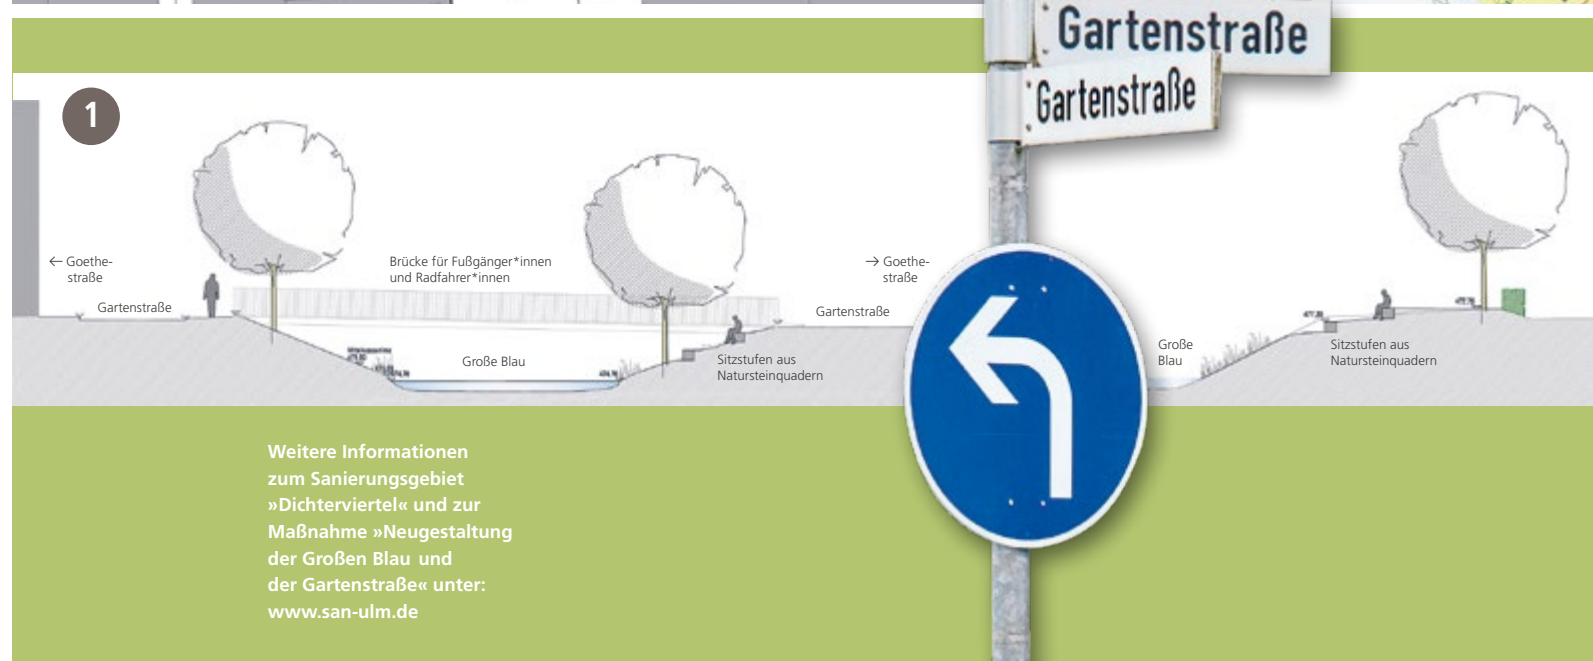 Gartenstraße
Gartenstraße
1
← Goethe-
straße
Gartenstraße
Brücke für Fußgänger*innen
und Radfahrer*innen
Große Blau
Sitzstufen aus
Natursteinquadern
→ Goethe-
straße
Gartenstraße
Große
Blau
Sitzstufen aus
Natursteinquadern
Weitere Informationen
zum Sanierungsgebiet
»Dichterviertel« und zur
Maßnahme »Neugestaltung
der Großen Blau und
der Gartenstraße« unter:
www.san-ulm.de